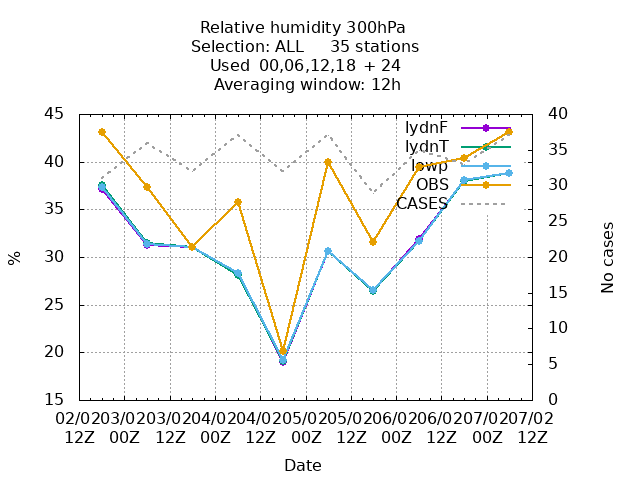 Relative humidity 300hPa
Selection: ALL 35 stations
Used 00,06,12,18 + 24
Averaging window: 12h
45
40
35
30
25
20
15
%
40
35
30
25
20
15
10
5
0
No cases
IydnF
IydnT
Iowp
OBS
CASES
02/02 03/02 03/02 04/02 04/02 05/02 05/02 06/02 06/02 07/02 07/02
12Z 00Z 12Z 00Z 12Z 00Z 12Z 00Z 12Z 00Z 12Z
Date